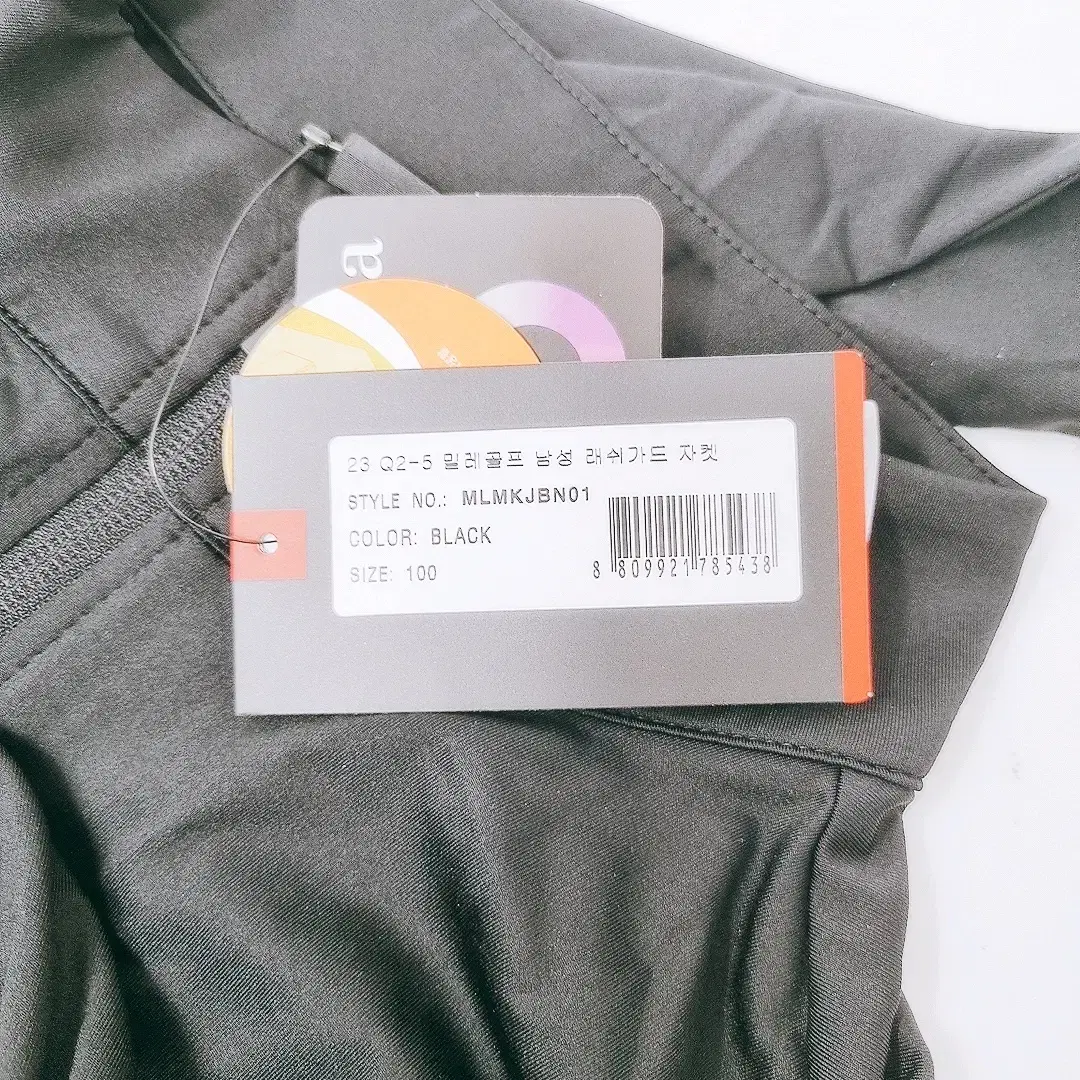 a
23 Q2-5 밀레골프 남성 래쉬가드 자켓
STYLE NO.: MLMKJBN01
COLOR: BLACK
SIZE: 100
8 809921 785438